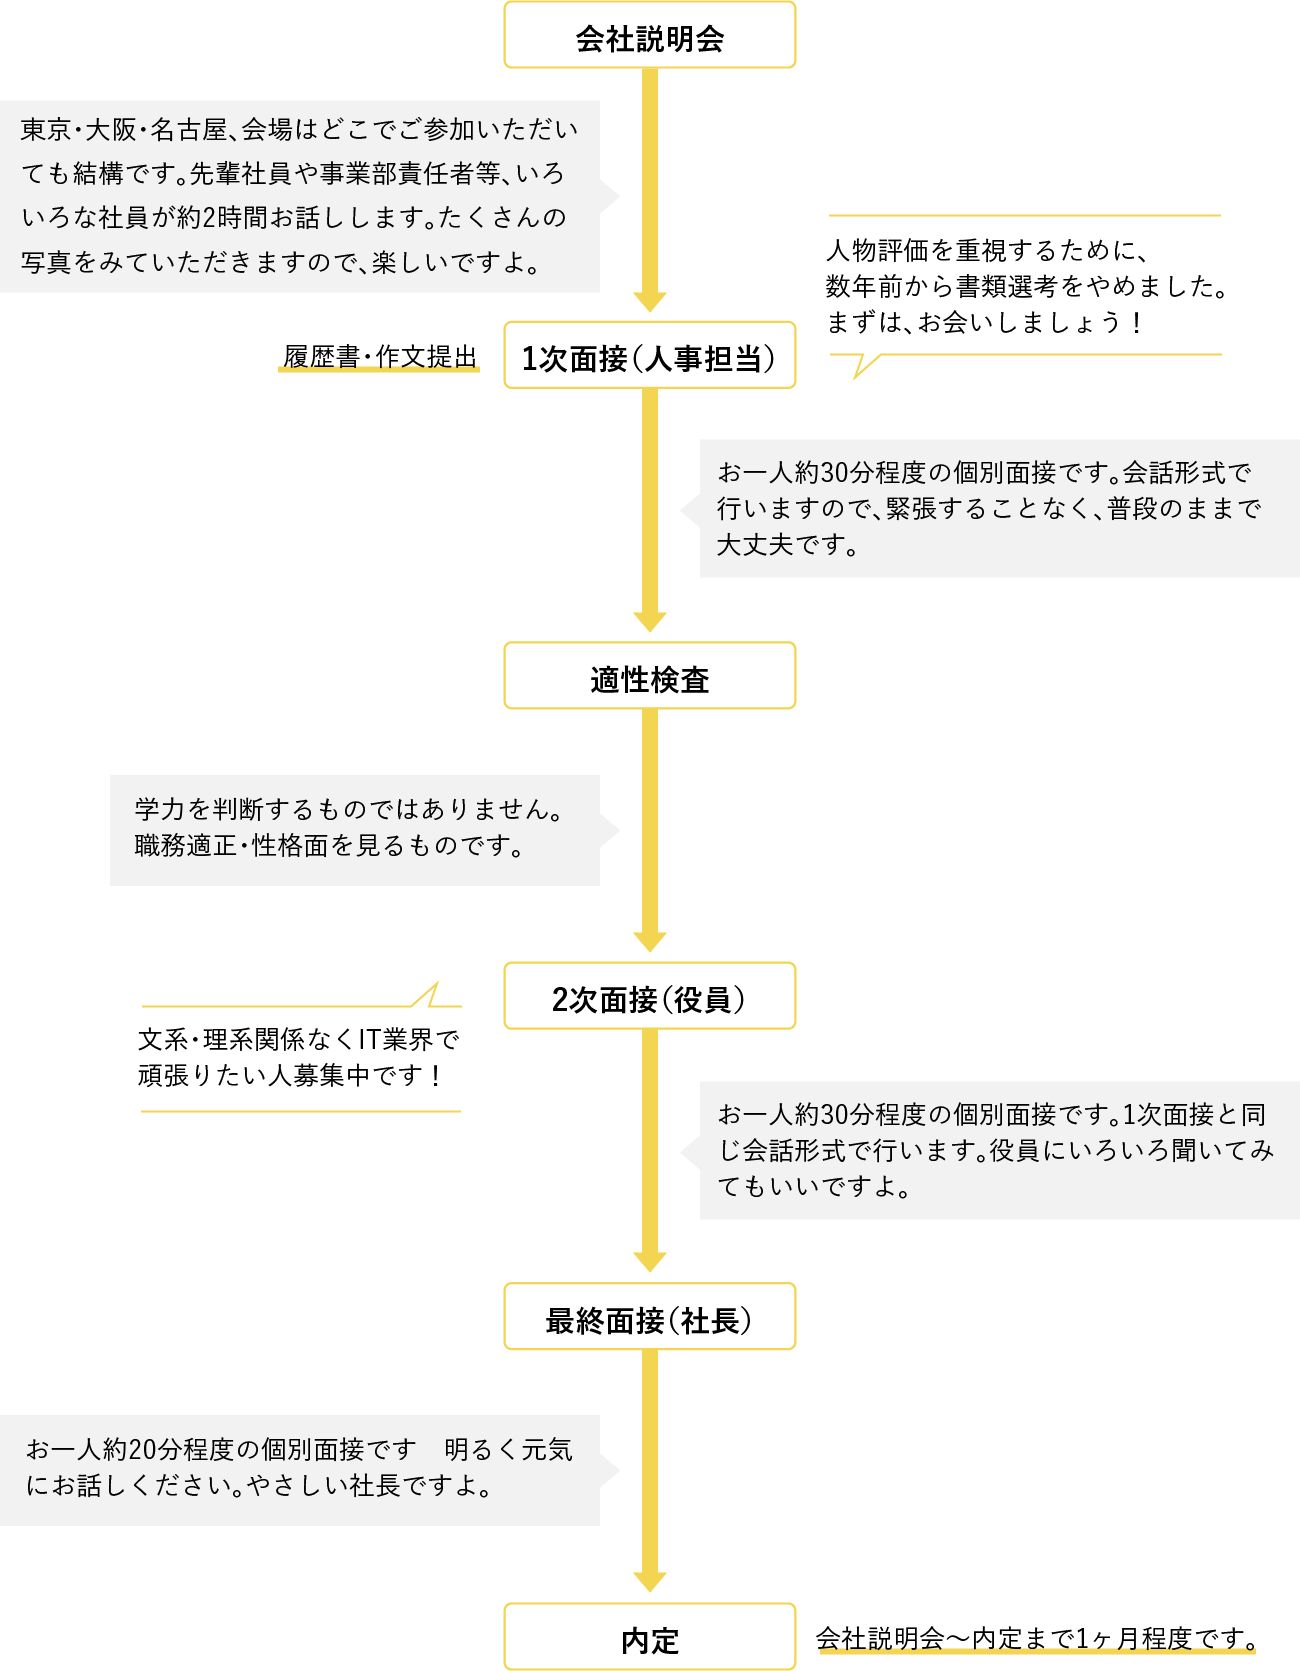 会社説明会
東京・大阪・名古屋、会場はどこでご参加いただい
ても結構です。先輩社員や事業部責任者等、いろ
いろな社員が約2時間お話しします。たくさんの
写真をみていただきますので、楽しいですよ。
人物評価を重視するために、
数年前から書類選考をやめました。
まずは、お会いしましょう！
履歴書・作文提出
1次面接（人事担当）
お一人約30分程度の個別面接です。会話形式で
行いますので、緊張することなく、普段のままで
大丈夫です。
適性検査
学力を判断するものではありません。
職務適正・性格面を見るものです。
2次面接（役員）
文系・理系関係なくIT業界で
頑張りたい人募集中です！
お一人約30分程度の個別面接です。1次面接と同
じ会話形式で行います。役員にいろいろ聞いてみ
てもいいですよ。
最終面接（社長）
お一人約20分程度の個別面接です　明るく元気
にお話しください。やさしい社長ですよ。
内定
会社説明会～内定まで1ヶ月程度です。